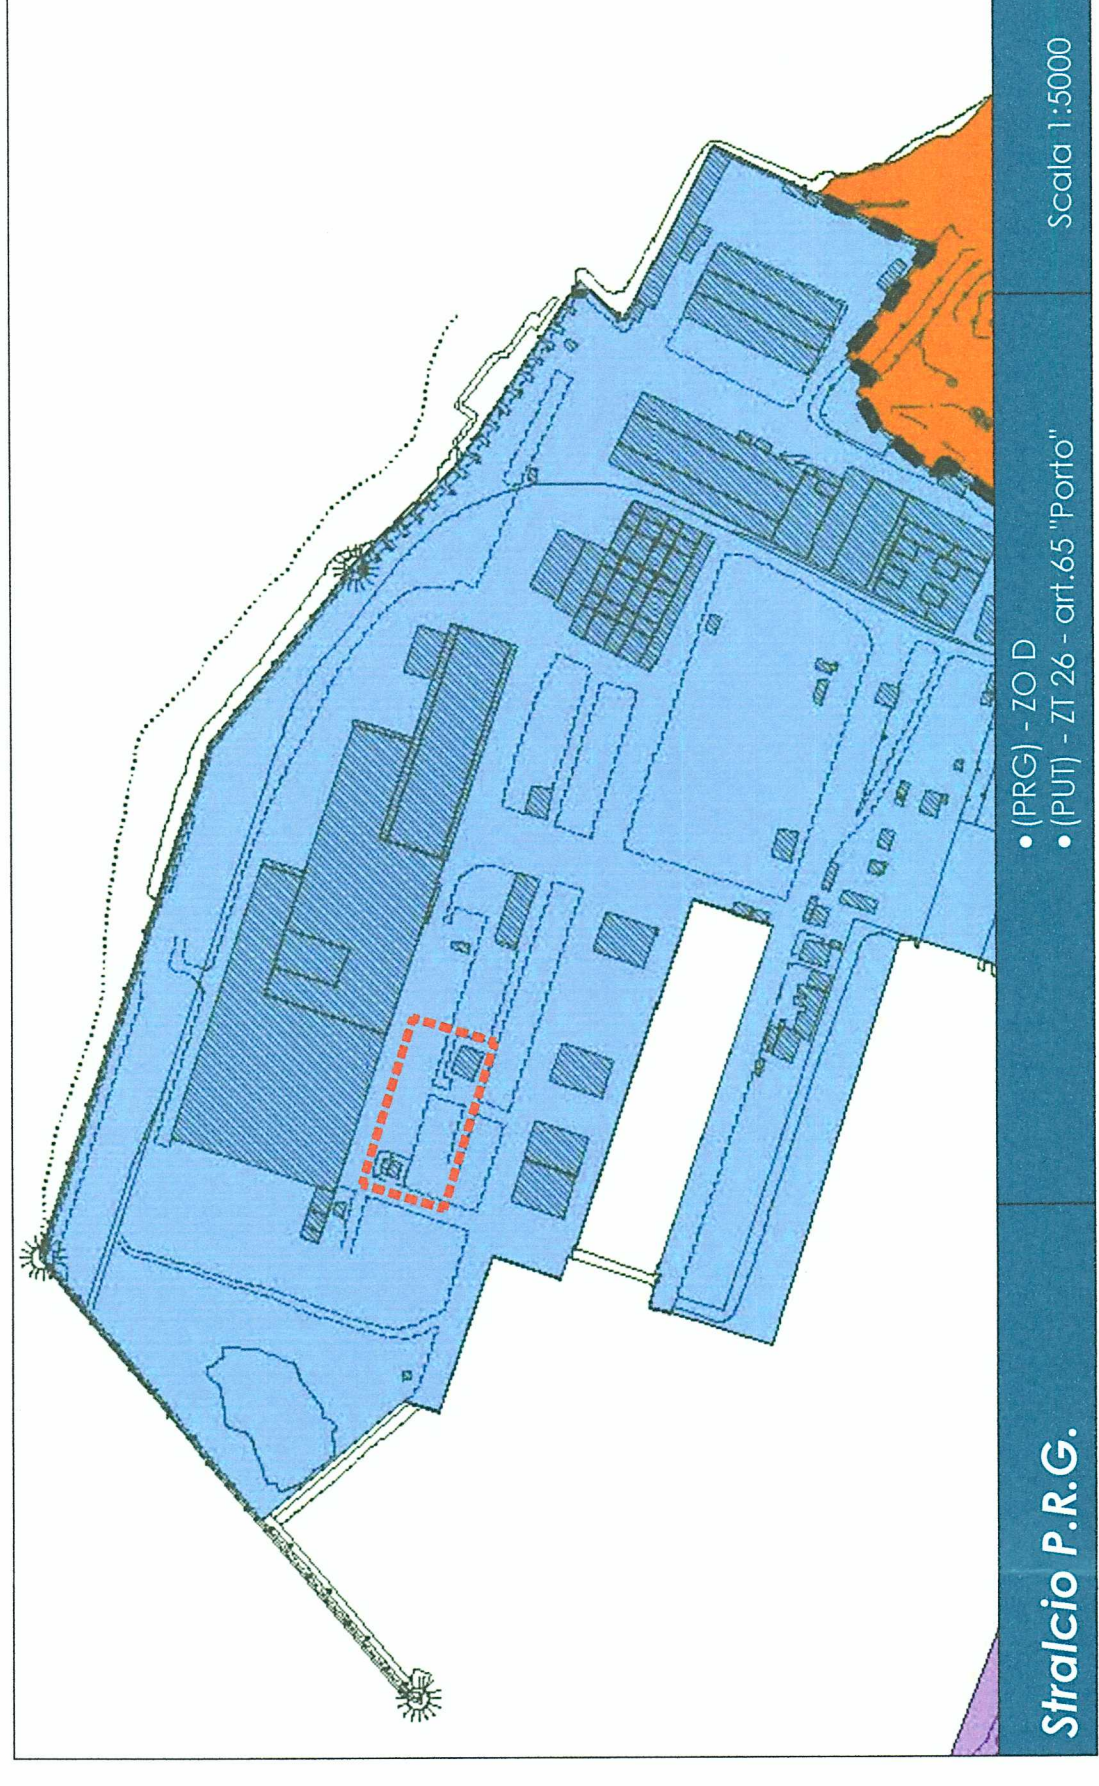 Stralcio P.R.G.
• (PRG) - ZO D
• (PUT) - ZT 26 - art.65 "Porto"
Scala 1:5000